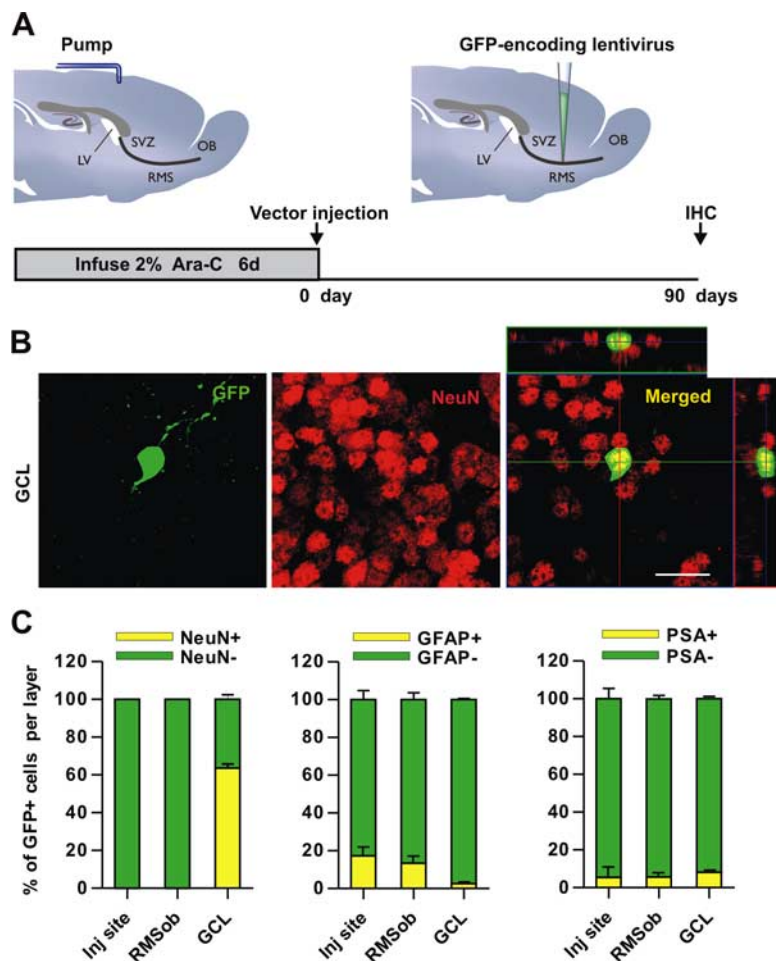 A
Pump
GFP-encoding lentivirus
SVZ
OB
LV
RMS
SVZ
OB
LV
RMS
Vector injection
IHC
Infuse 2% Ara-C 6d
0 day
90 days
B
GCL
GFP
NeuN
Merged
C
NeuN+
NeuN-
GFAP+
GFAP-
PSA+
PSA-
% of GFP+ cells per layer
120
100
80
60
40
20
0
Inj site
RMSob
GCL
120
100
80
60
40
20
0
Inj site
RMSob
GCL
120
100
80
60
40
20
0
Inj site
RMSob
GCL